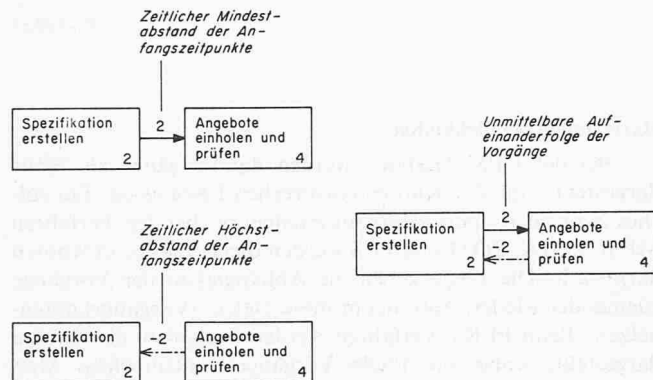 Zeitlicher Mindest-
abstand der An-
fangszeitpunkte
Spezifikation
erstellen
2
2
Angebote
einholen und
prüfen
4
Zeitlicher Höchst-
abstand der An-
fangszeitpunkte
Spezifikation
erstellen
2
-2
Angebote
einholen und
prüfen
4
Unmittelbare Auf-
einanderfolge der
Vorgänge
Spezifikation
erstellen
2
2
-2
Angebote
einholen und
prüfen
4